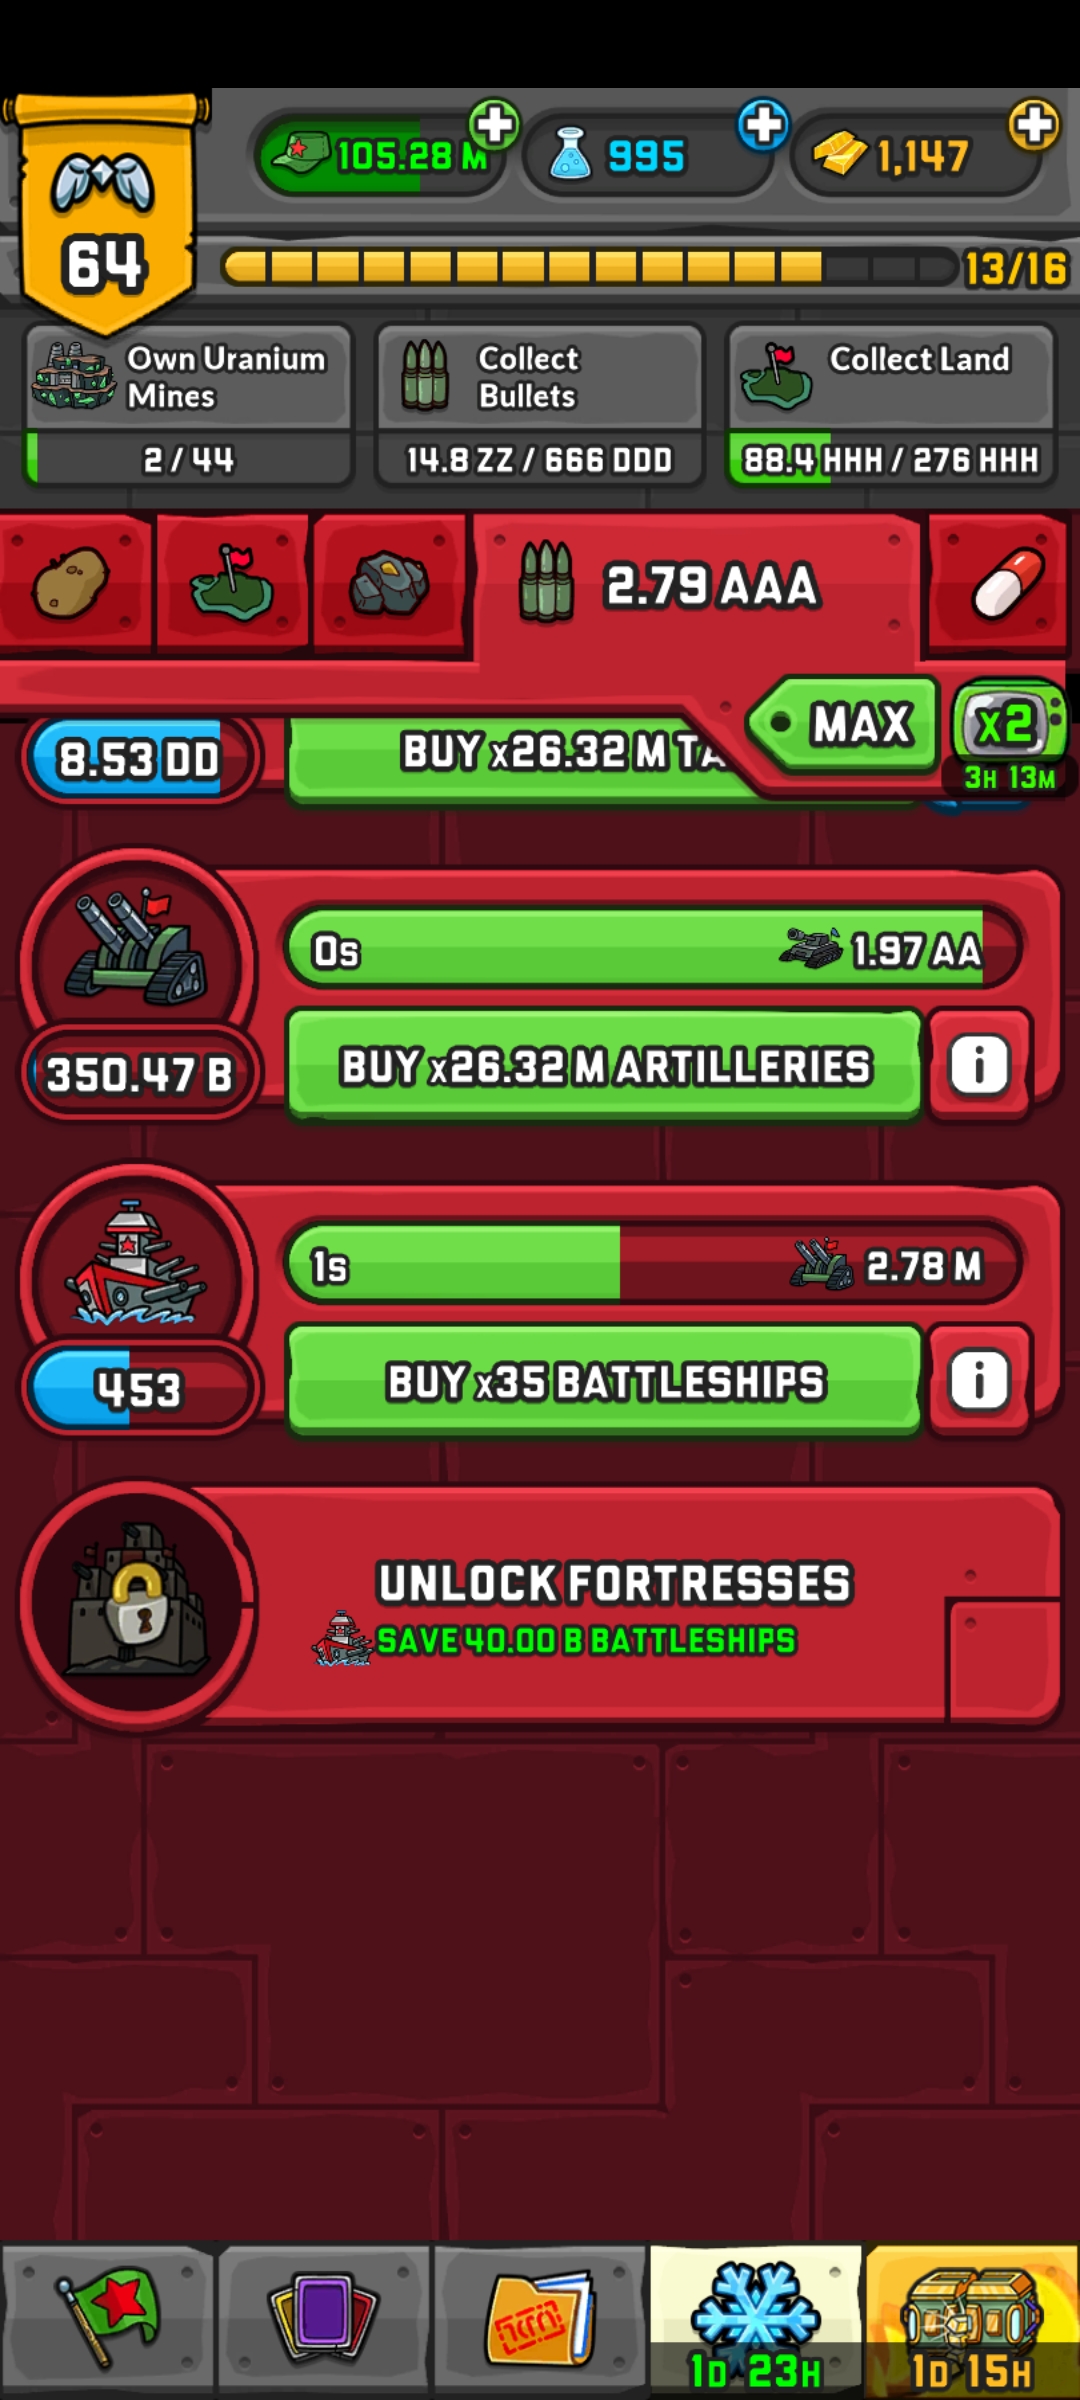 105.28 M
995
1,147
64
13/16
Own Uranium
Mines
2 / 44
Collect
Bullets
14.8 ZZ / 666 DDD
Collect Land
88.4 HHH / 276 HHH
2.79 AAA
MAX
x2
3H 13M
8.53 DD
BUY x26.32 M TA
0s
1.97 AA
350.47 B
BUY x26.32 M ARTILLERIES
i
1s
2.78 M
453
BUY x35 BATTLESHIPS
i
UNLOCK FORTRESSES
SAVE 40.00 B BATTLESHIPS
1D 23H
1D 15H